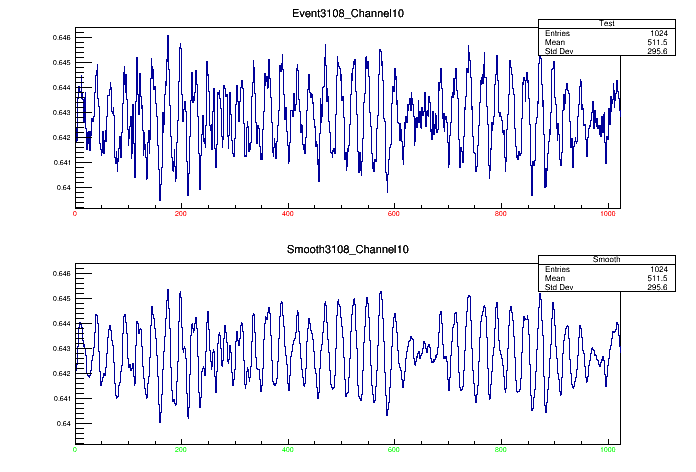 Event3108_Channel10
Test
Entries 1024
Mean 511.5
Std Dev 295.6
0.646
0.645
0.644
0.643
0.642
0.641
0.64
0 200 400 600 800 1000
Smooth3108_Channel10
Smooth
Entries 1024
Mean 511.5
Std Dev 295.6
0.646
0.645
0.644
0.643
0.642
0.641
0.64
0 200 400 600 800 1000